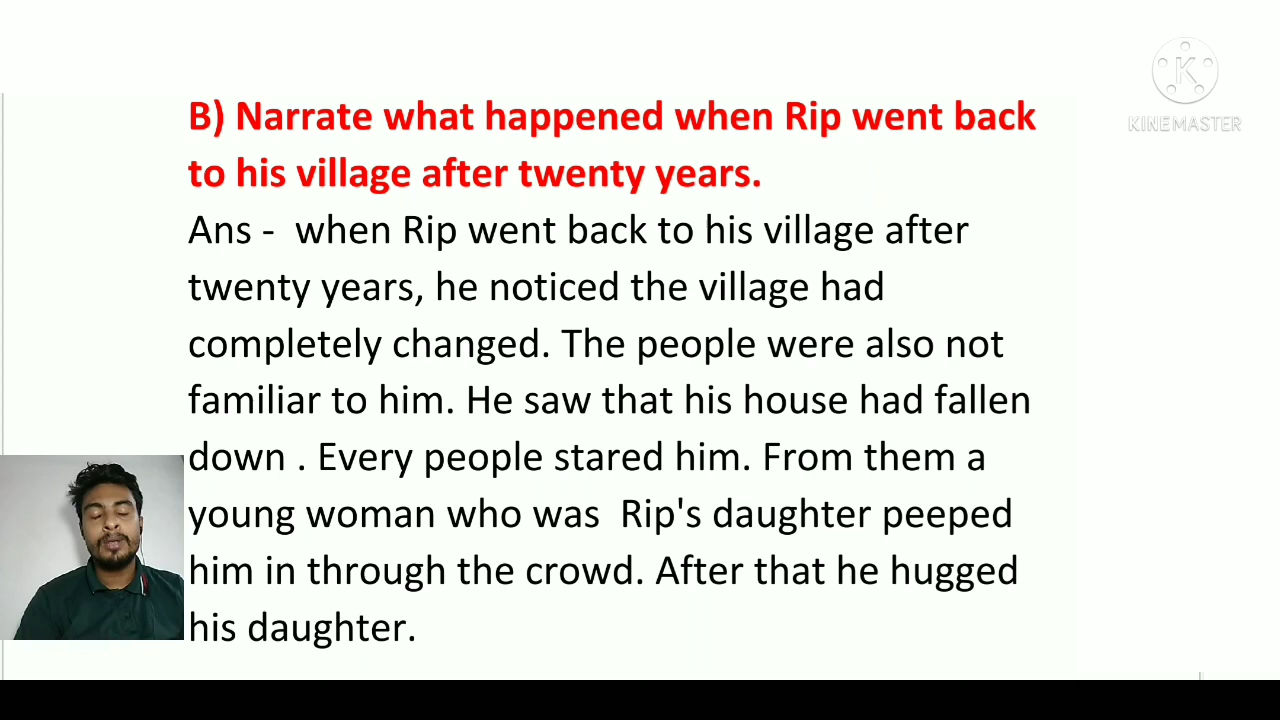 KINEMASTER
B) Narrate what happened when Rip went back
to his village after twenty years.
Ans - when Rip went back to his village after
twenty years, he noticed the village had
completely changed. The people were also not
familiar to him. He saw that his house had fallen
down . Every people stared him. From them a
young woman who was Rip's daughter peeped
him in through the crowd. After that he hugged
his daughter.